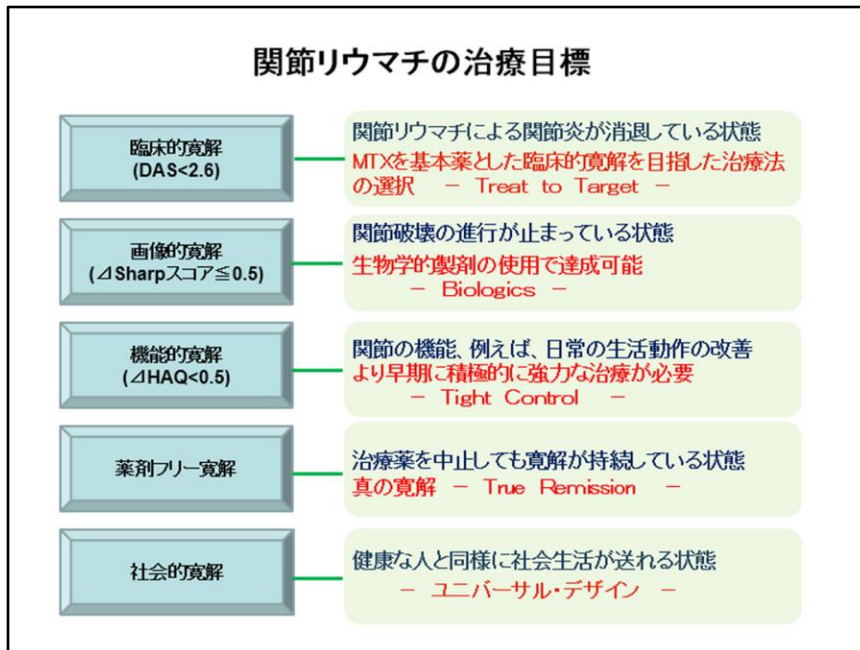 関節リウマチの治療目標
臨床的寛解
(DAS<2.6)
関節リウマチによる関節炎が消退している状態
MTXを基本薬とした臨床的寛解を目指した治療法
の選択 － Treat to Target －
画像的寛解
(⊿Sharpスコア≦0.5)
関節破壊の進行が止まっている状態
生物学的製剤の使用で達成可能
－ Biologics －
機能的寛解
(⊿HAQ<0.5)
関節の機能、例えば、日常の生活動作の改善
より早期に積極的に強力な治療が必要
－ Tight Control －
薬剤フリー寛解
治療薬を中止しても寛解が持続している状態
真の寛解 － True Remission －
社会的寛解
健康な人と同様に社会生活が送れる状態
－ ユニバーサル・デザイン －